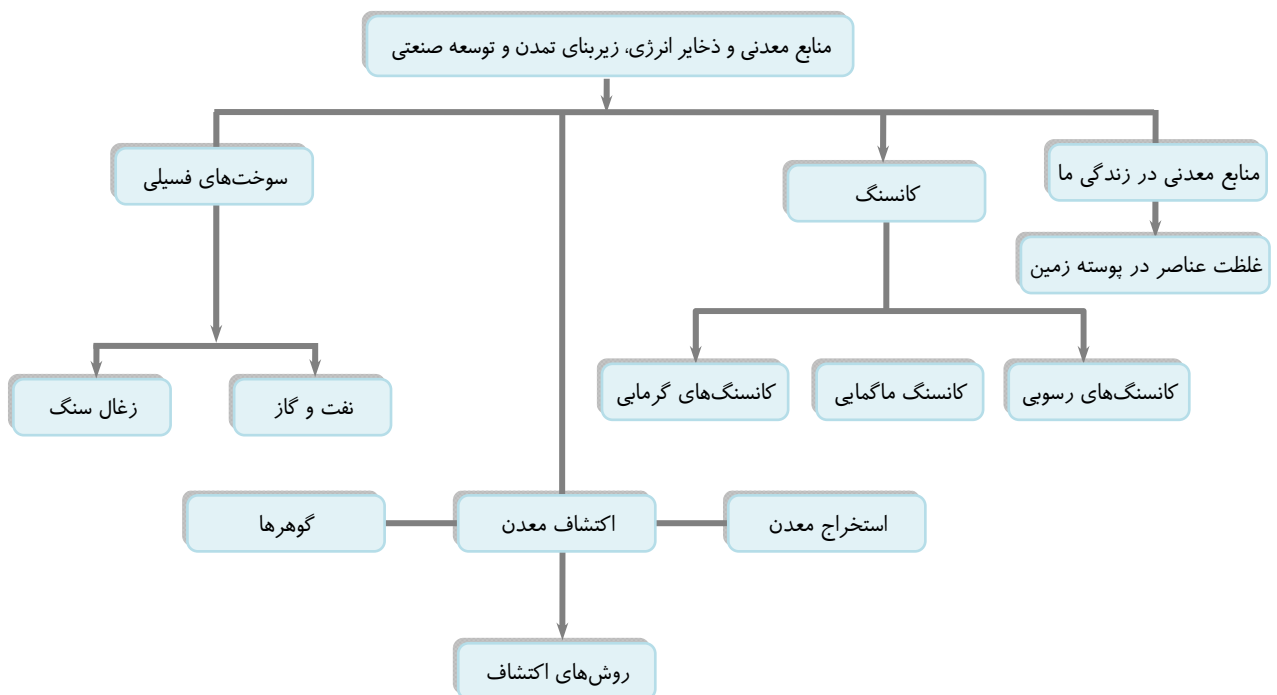 منابع معدنی و ذخایر انرژی، زیربنای تمدن و توسعه صنعتی
منابع معدنی در زندگی ما
کانسنگ
سوخت‌های فسیلی
غلظت عناصر در پوسته زمین
کانسنگ‌های رسوبی
کانسنگ ماگمایی
کانسنگ‌های گرمابی
نفت و گاز
زغال سنگ
استخراج معدن
اکتشاف معدن
گوهرها
روش‌های اکتشاف